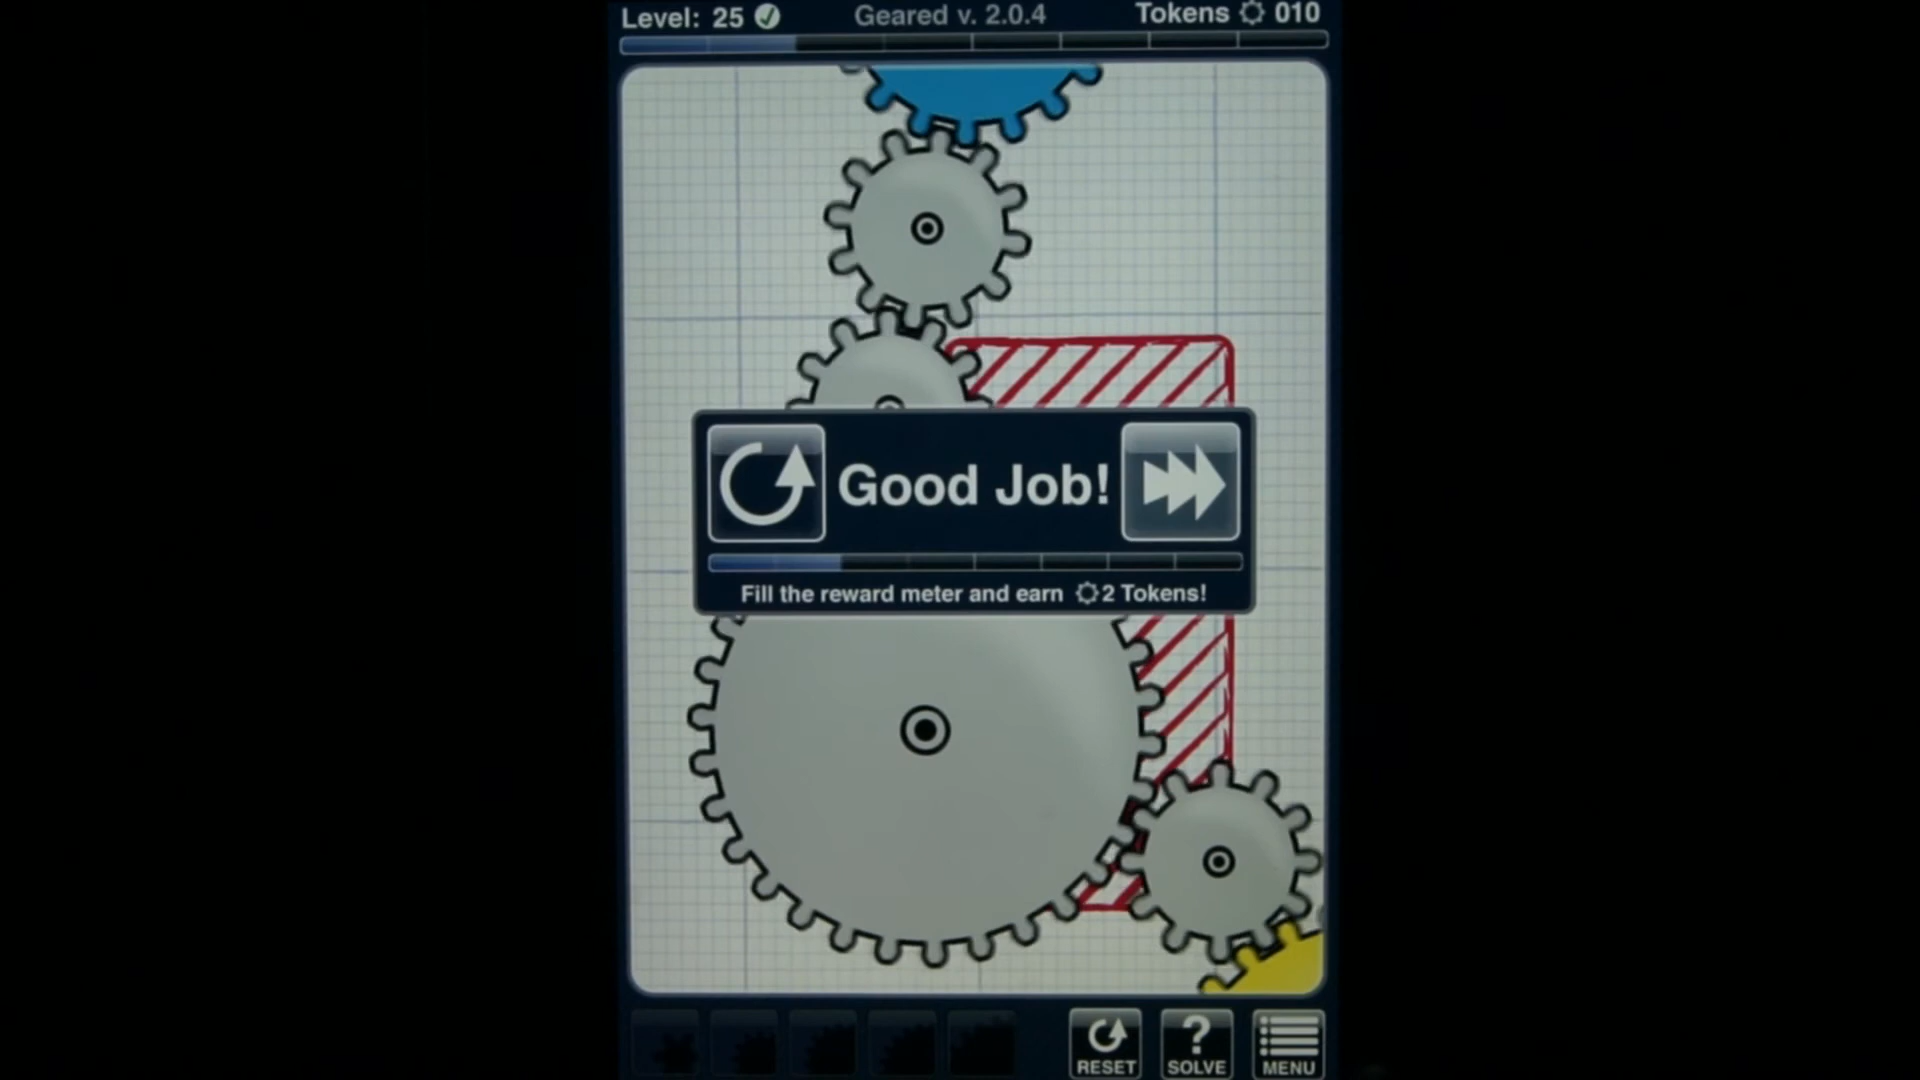 Level: 25
Geared v. 2.0.4
Tokens 010
Good Job!
Fill the reward meter and earn 2 Tokens!
RESET
SOLVE
MENU